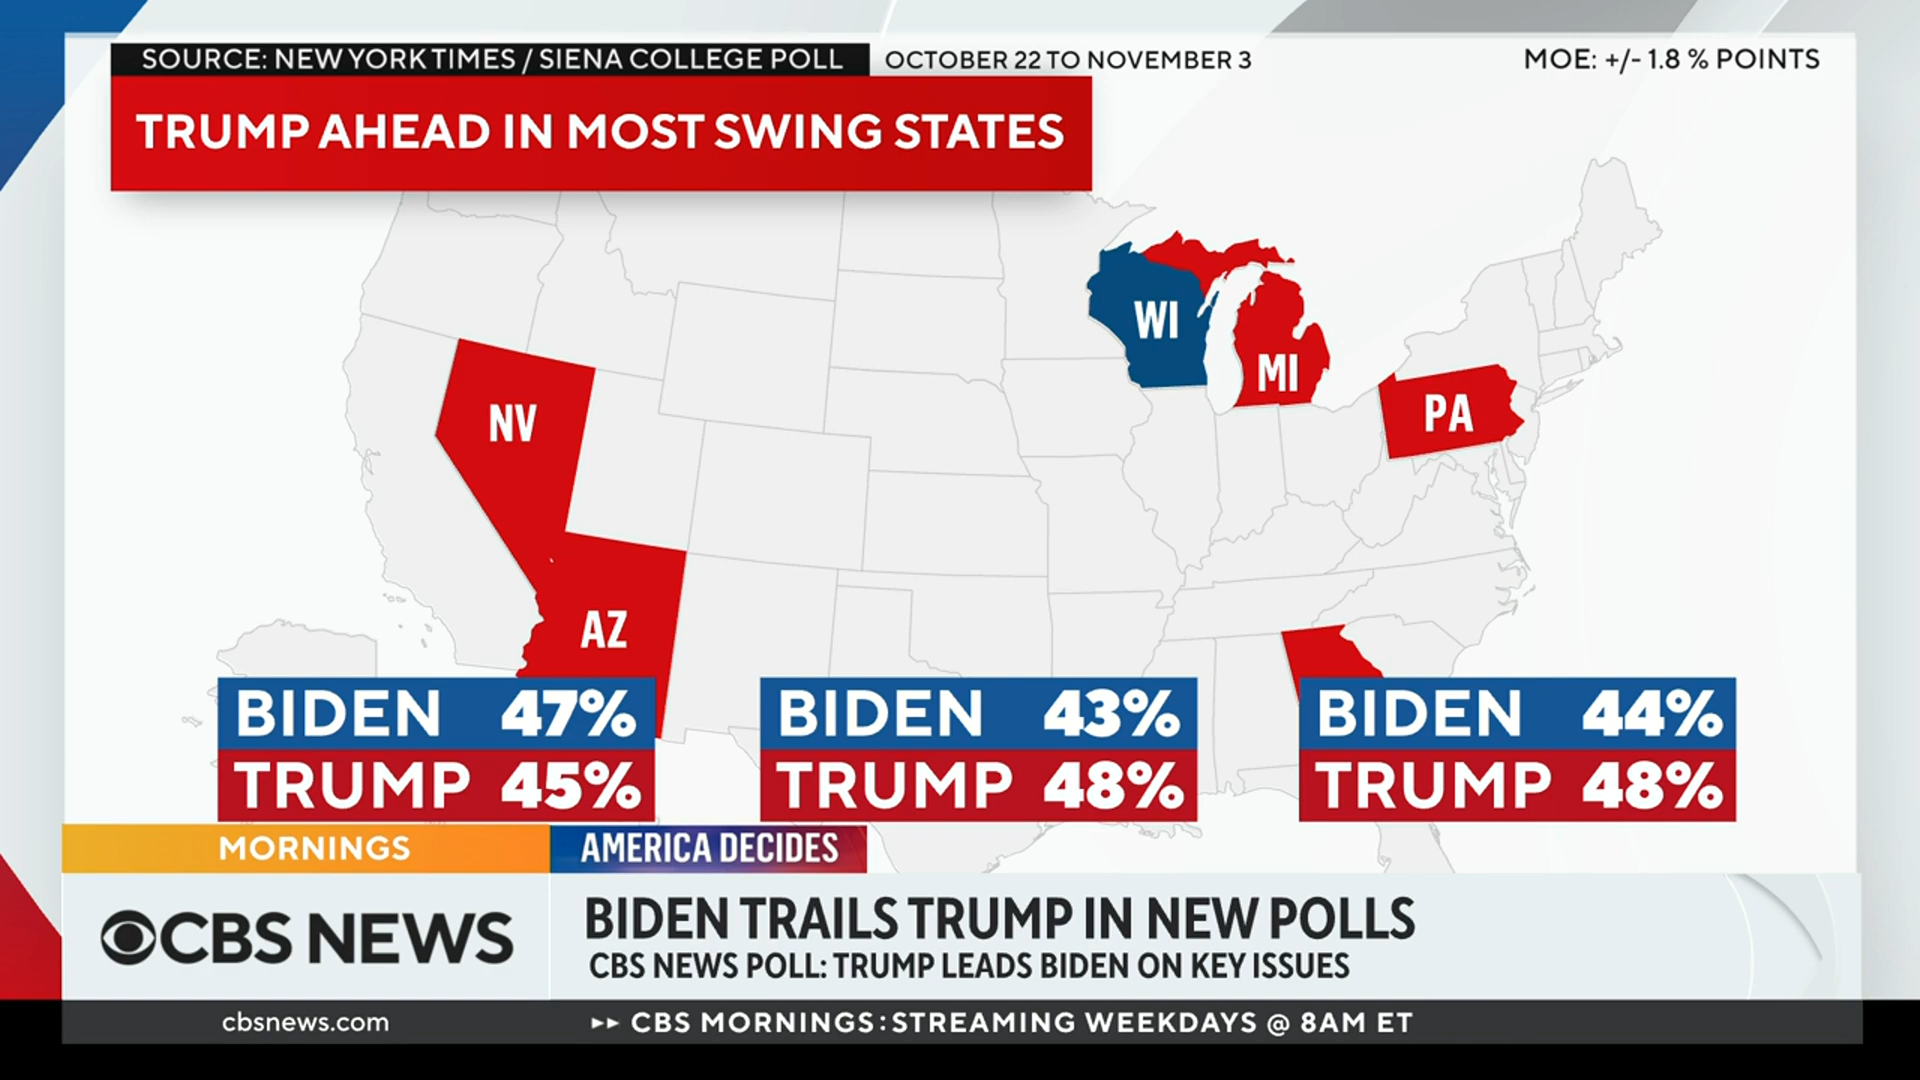 SOURCE: NEW YORK TIMES / SIENA COLLEGE POLL OCTOBER 22 TO NOVEMBER 3 MOE: +/- 1.8 % POINTS
TRUMP AHEAD IN MOST SWING STATES
WI
MI
PA
NV
AZ
BIDEN 47%
TRUMP 45%
BIDEN 43%
TRUMP 48%
BIDEN 44%
TRUMP 48%
MORNINGS
AMERICA DECIDES
CBS NEWS
BIDEN TRAILS TRUMP IN NEW POLLS
CBS NEWS POLL: TRUMP LEADS BIDEN ON KEY ISSUES
cbsnews.com
CBS MORNINGS: STREAMING WEEKDAYS @ 8AM ET